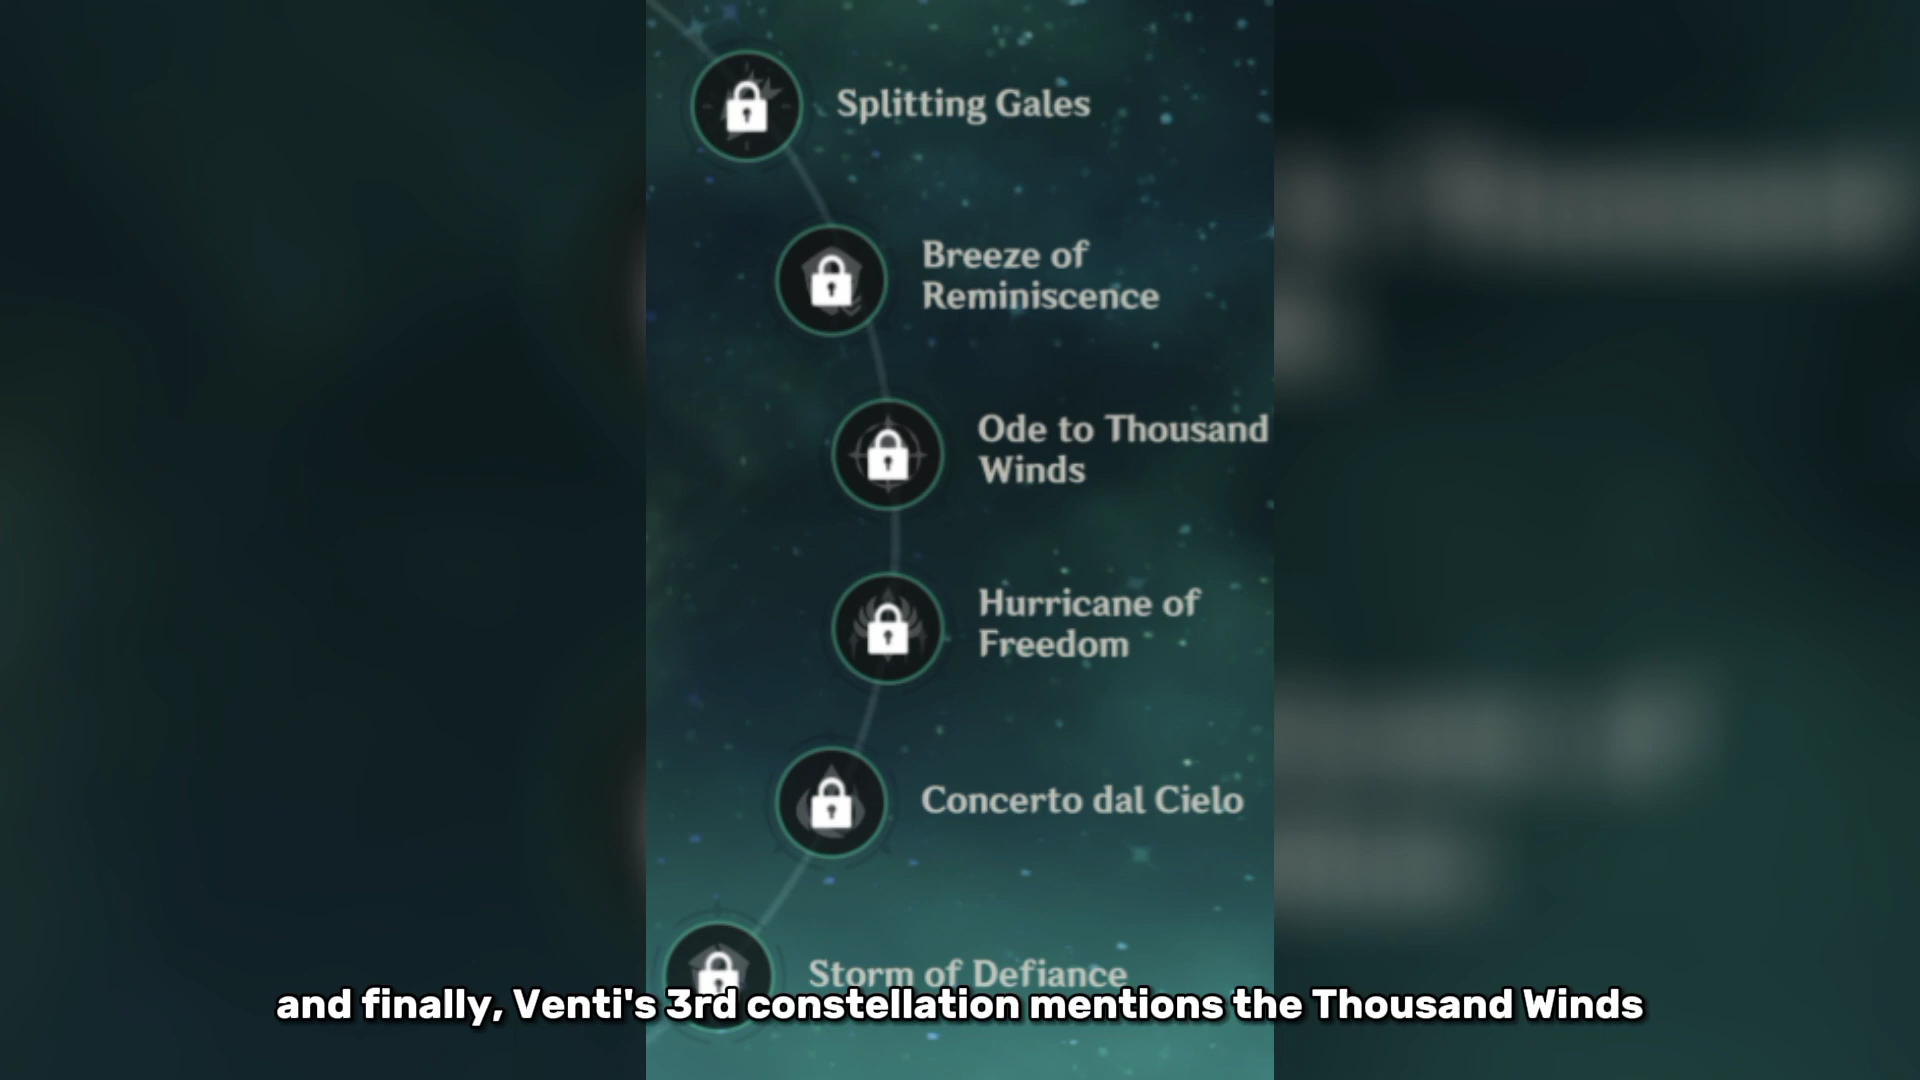 Splitting Gales
Breeze of
Reminiscence
Ode to Thousand
Winds
Hurricane of
Freedom
Concerto dal Cielo
Storm of Defiance
and finally, Venti's 3rd constellation mentions the Thousand Winds